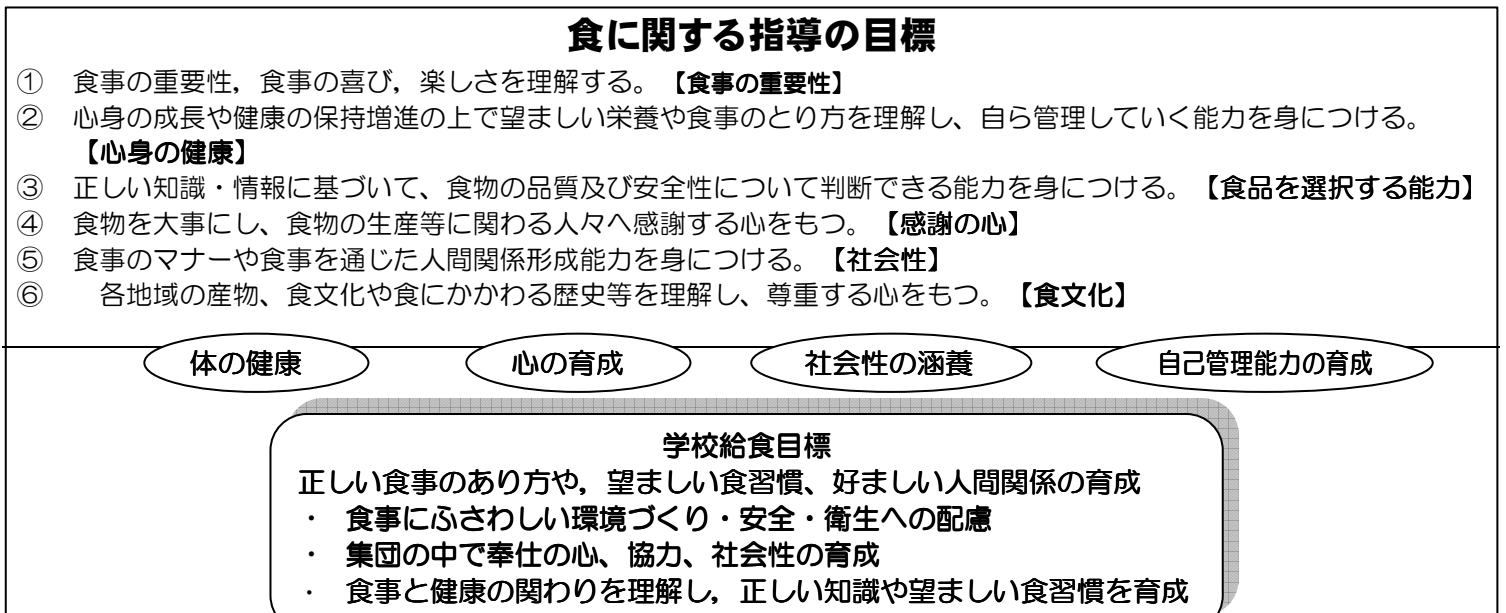 食に関する指導の目標
① 食事の重要性，食事の喜び，楽しさを理解する。【食事の重要性】
② 心身の成長や健康の保持増進の上で望ましい栄養や食事のとり方を理解し、自ら管理していく能力を身につける。
【心身の健康】
③ 正しい知識・情報に基づいて、食物の品質及び安全性について判断できる能力を身につける。【食品を選択する能力】
④ 食物を大事にし、食物の生産等に関わる人々へ感謝する心をもつ。【感謝の心】
⑤ 食事のマナーや食事を通じた人間関係形成能力を身につける。【社会性】
⑥ 各地域の産物、食文化や食にかかわる歴史等を理解し、尊重する心をもつ。【食文化】
体の健康 心の育成 社会性の涵養 自己管理能力の育成
学校給食目標
正しい食事のあり方や，望ましい食習慣、好ましい人間関係の育成
・ 食事にふさわしい環境づくり・安全・衛生への配慮
・ 集団の中で奉仕の心、協力、社会性の育成
・ 食事と健康の関わりを理解し，正しい知識や望ましい食習慣を育成